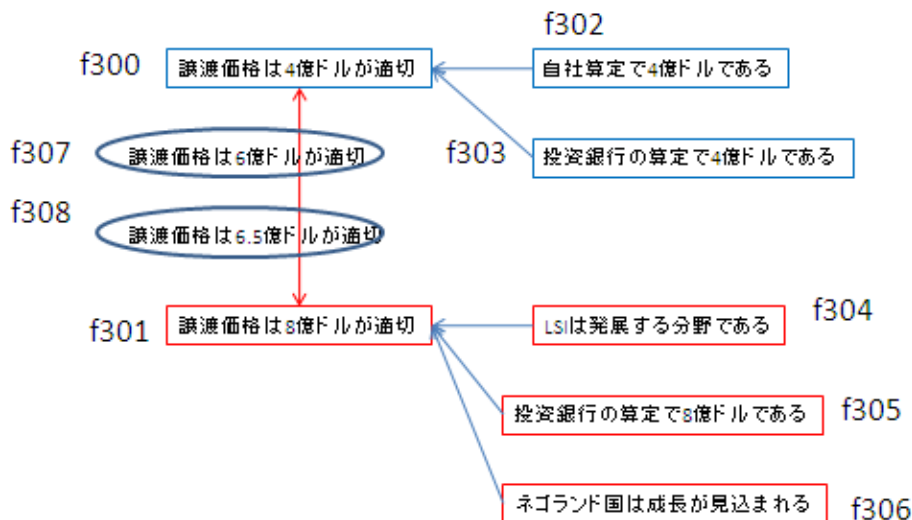 f302
f300
譲渡価格は4億ドルが適切
自社算定で4億ドルである
f307
譲渡価格は6億ドルが適切
f303
投資銀行の算定で4億ドルである
f308
譲渡価格は6.5億ドルが適切
f301
譲渡価格は8億ドルが適切
LSIは発展する分野である
f304
投資銀行の算定で8億ドルである
f305
ネゴランド国は成長が見込まれる
f306